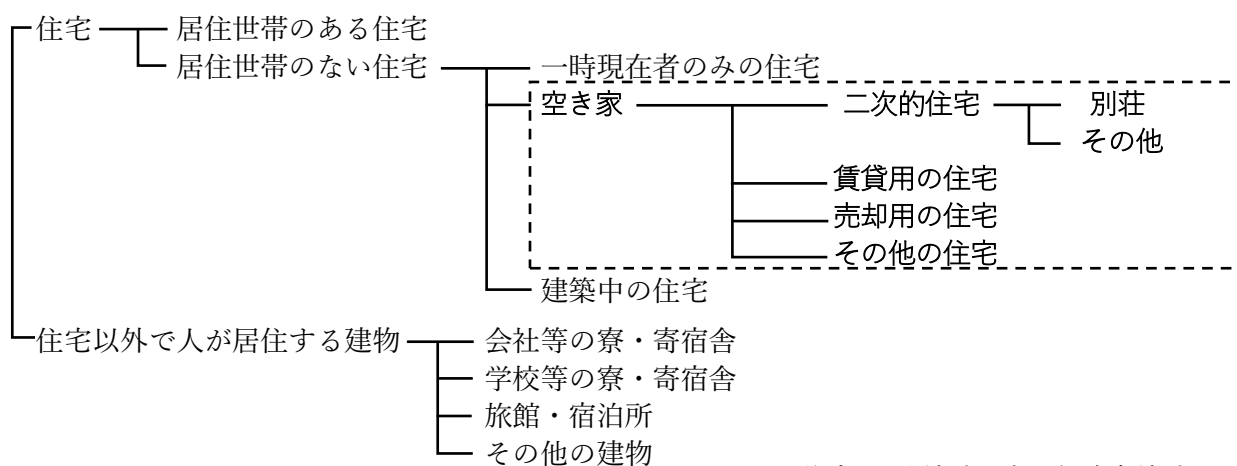 住宅 居住世帯のある住宅
居住世帯のない住宅 一時現在者のみの住宅
空き家 二次的住宅 別荘
その他
賃貸用の住宅
売却用の住宅
その他の住宅
建築中の住宅
住宅以外で人が居住する建物 会社等の寮・寄宿舎
学校等の寮・寄宿舎
旅館・宿泊所
その他の建物